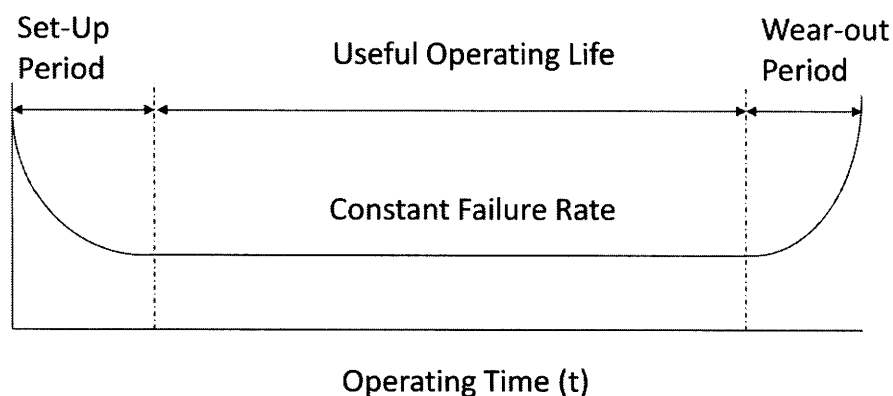 Set-Up
Period
Useful Operating Life
Wear-out
Period
Constant Failure Rate
Operating Time (t)